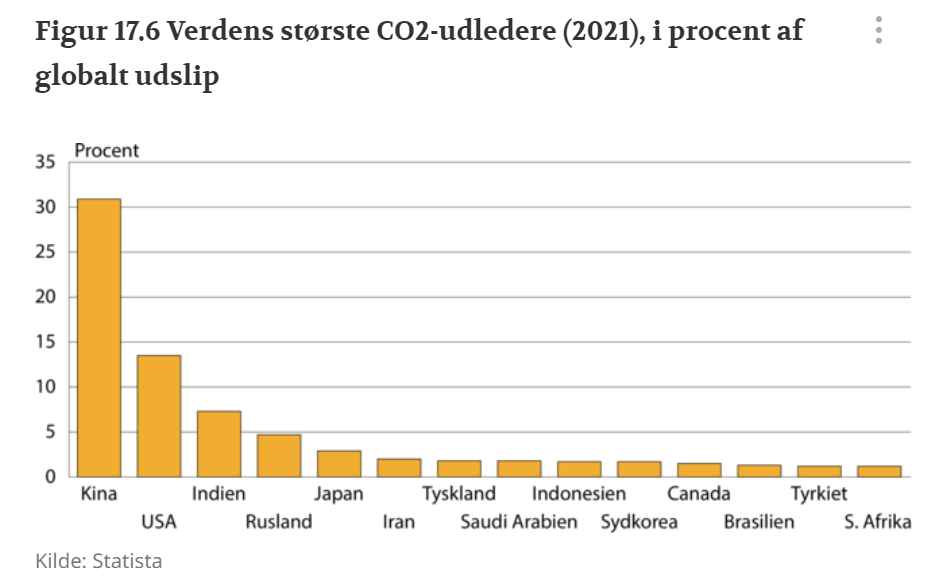 Figur 17.6 Verdens største CO2-udledere (2021), i procent af
globalt udslip
Procent
35
30
25
20
15
10
5
0
Kina
Indien
Japan
Tyskland
Indonesien
Canada
Tyrkiet
USA
Rusland
Iran
Saudi Arabien
Sydkorea
Brasilien
S. Afrika
Kilde: Statista